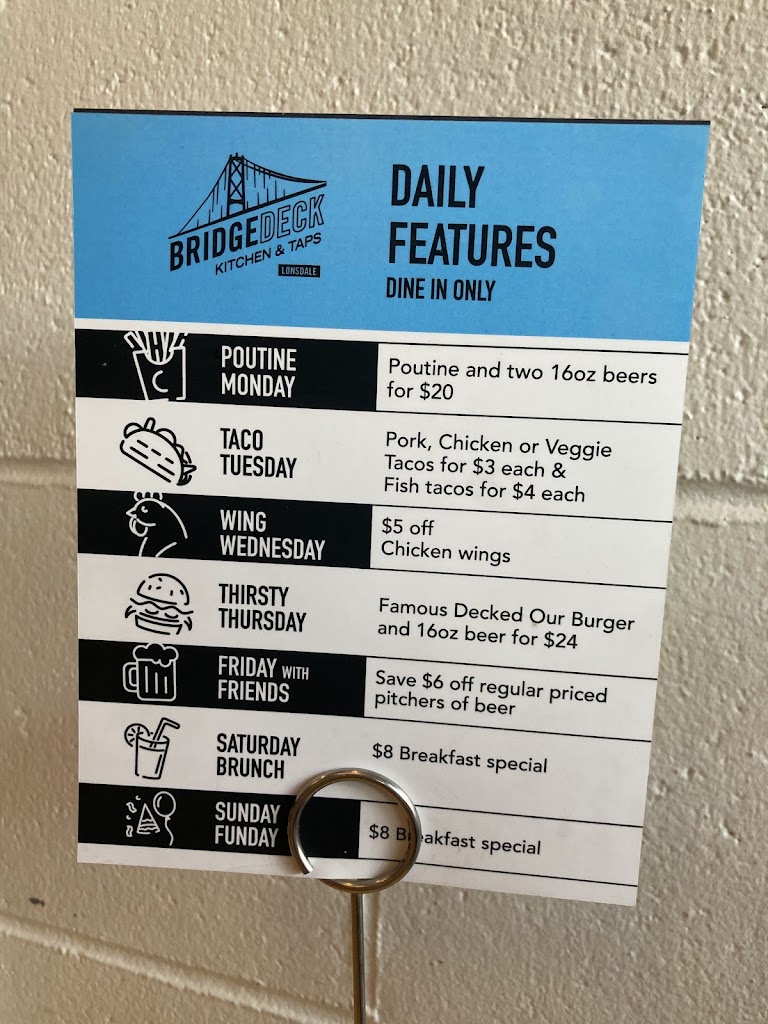 BRIDGEDECK
KITCHEN & TAPS
LONSDALE
DAILY
FEATURES
DINE IN ONLY
POUTINE
MONDAY
Poutine and two 16oz beers
for $20
TACO
TUESDAY
Pork, Chicken or Veggie
Tacos for $3 each &
Fish tacos for $4 each
WING
WEDNESDAY
$5 off
Chicken wings
THIRSTY
THURSDAY
Famous Decked Our Burger
and 16oz beer for $24
FRIDAY WITH
FRIENDS
Save $6 off regular priced
pitchers of beer
SATURDAY
BRUNCH
$8 Breakfast special
SUNDAY
FUNDAY
$8 Breakfast special